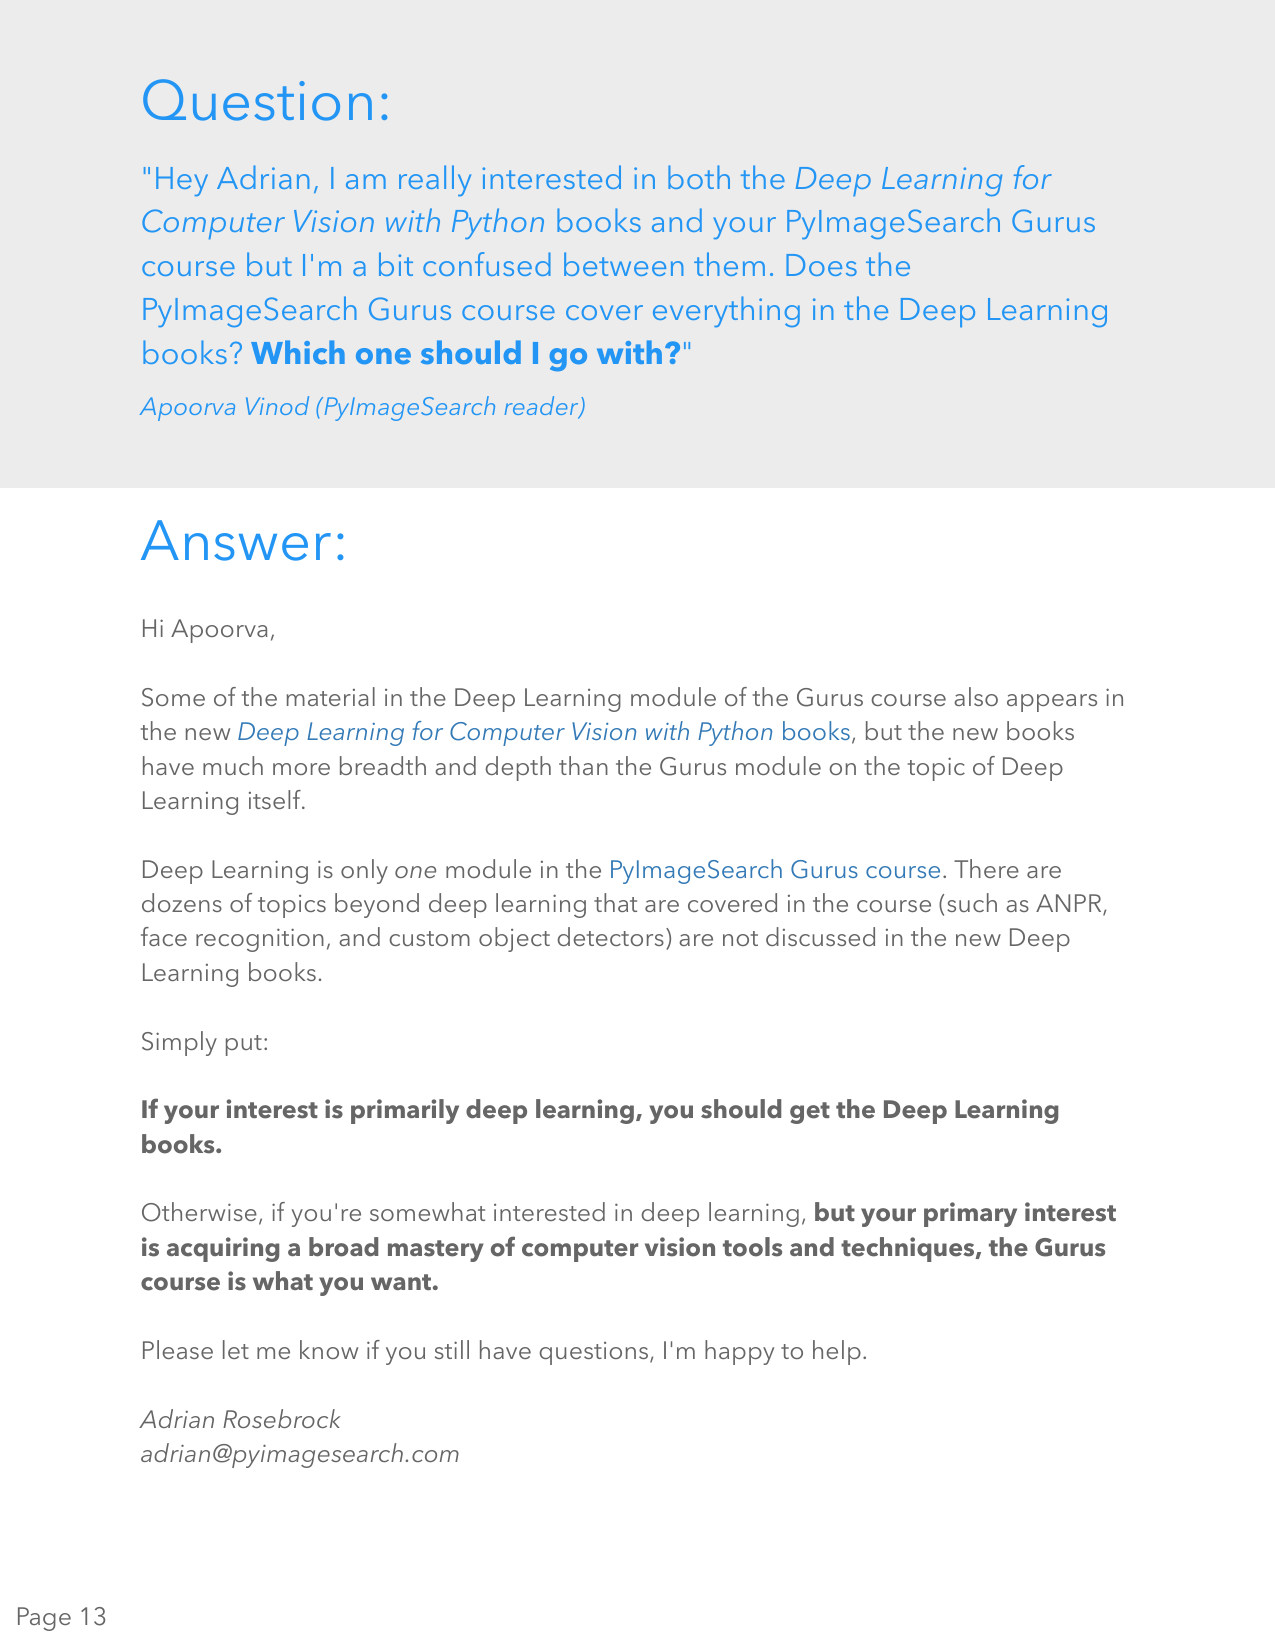 Question:
"Hey Adrian, I am really interested in both the Deep Learning for
Computer Vision with Python books and your PyImageSearch Gurus
course but I'm a bit confused between them. Does the
PyImageSearch Gurus course cover everything in the Deep Learning
books? Which one should I go with?"
Apoorva Vinod (PyImageSearch reader)
Answer:
Hi Apoorva,
Some of the material in the Deep Learning module of the Gurus course also appears in
the new Deep Learning for Computer Vision with Python books, but the new books
have much more breadth and depth than the Gurus module on the topic of Deep
Learning itself.
Deep Learning is only one module in the PyImageSearch Gurus course. There are
dozens of topics beyond deep learning that are covered in the course (such as ANPR,
face recognition, and custom object detectors) are not discussed in the new Deep
Learning books.
Simply put:
If your interest is primarily deep learning, you should get the Deep Learning
books.
Otherwise, if you're somewhat interested in deep learning, but your primary interest
is acquiring a broad mastery of computer vision tools and techniques, the Gurus
course is what you want.
Please let me know if you still have questions, I'm happy to help.
Adrian Rosebrock
adrian@pyimagesearch.com
Page 13